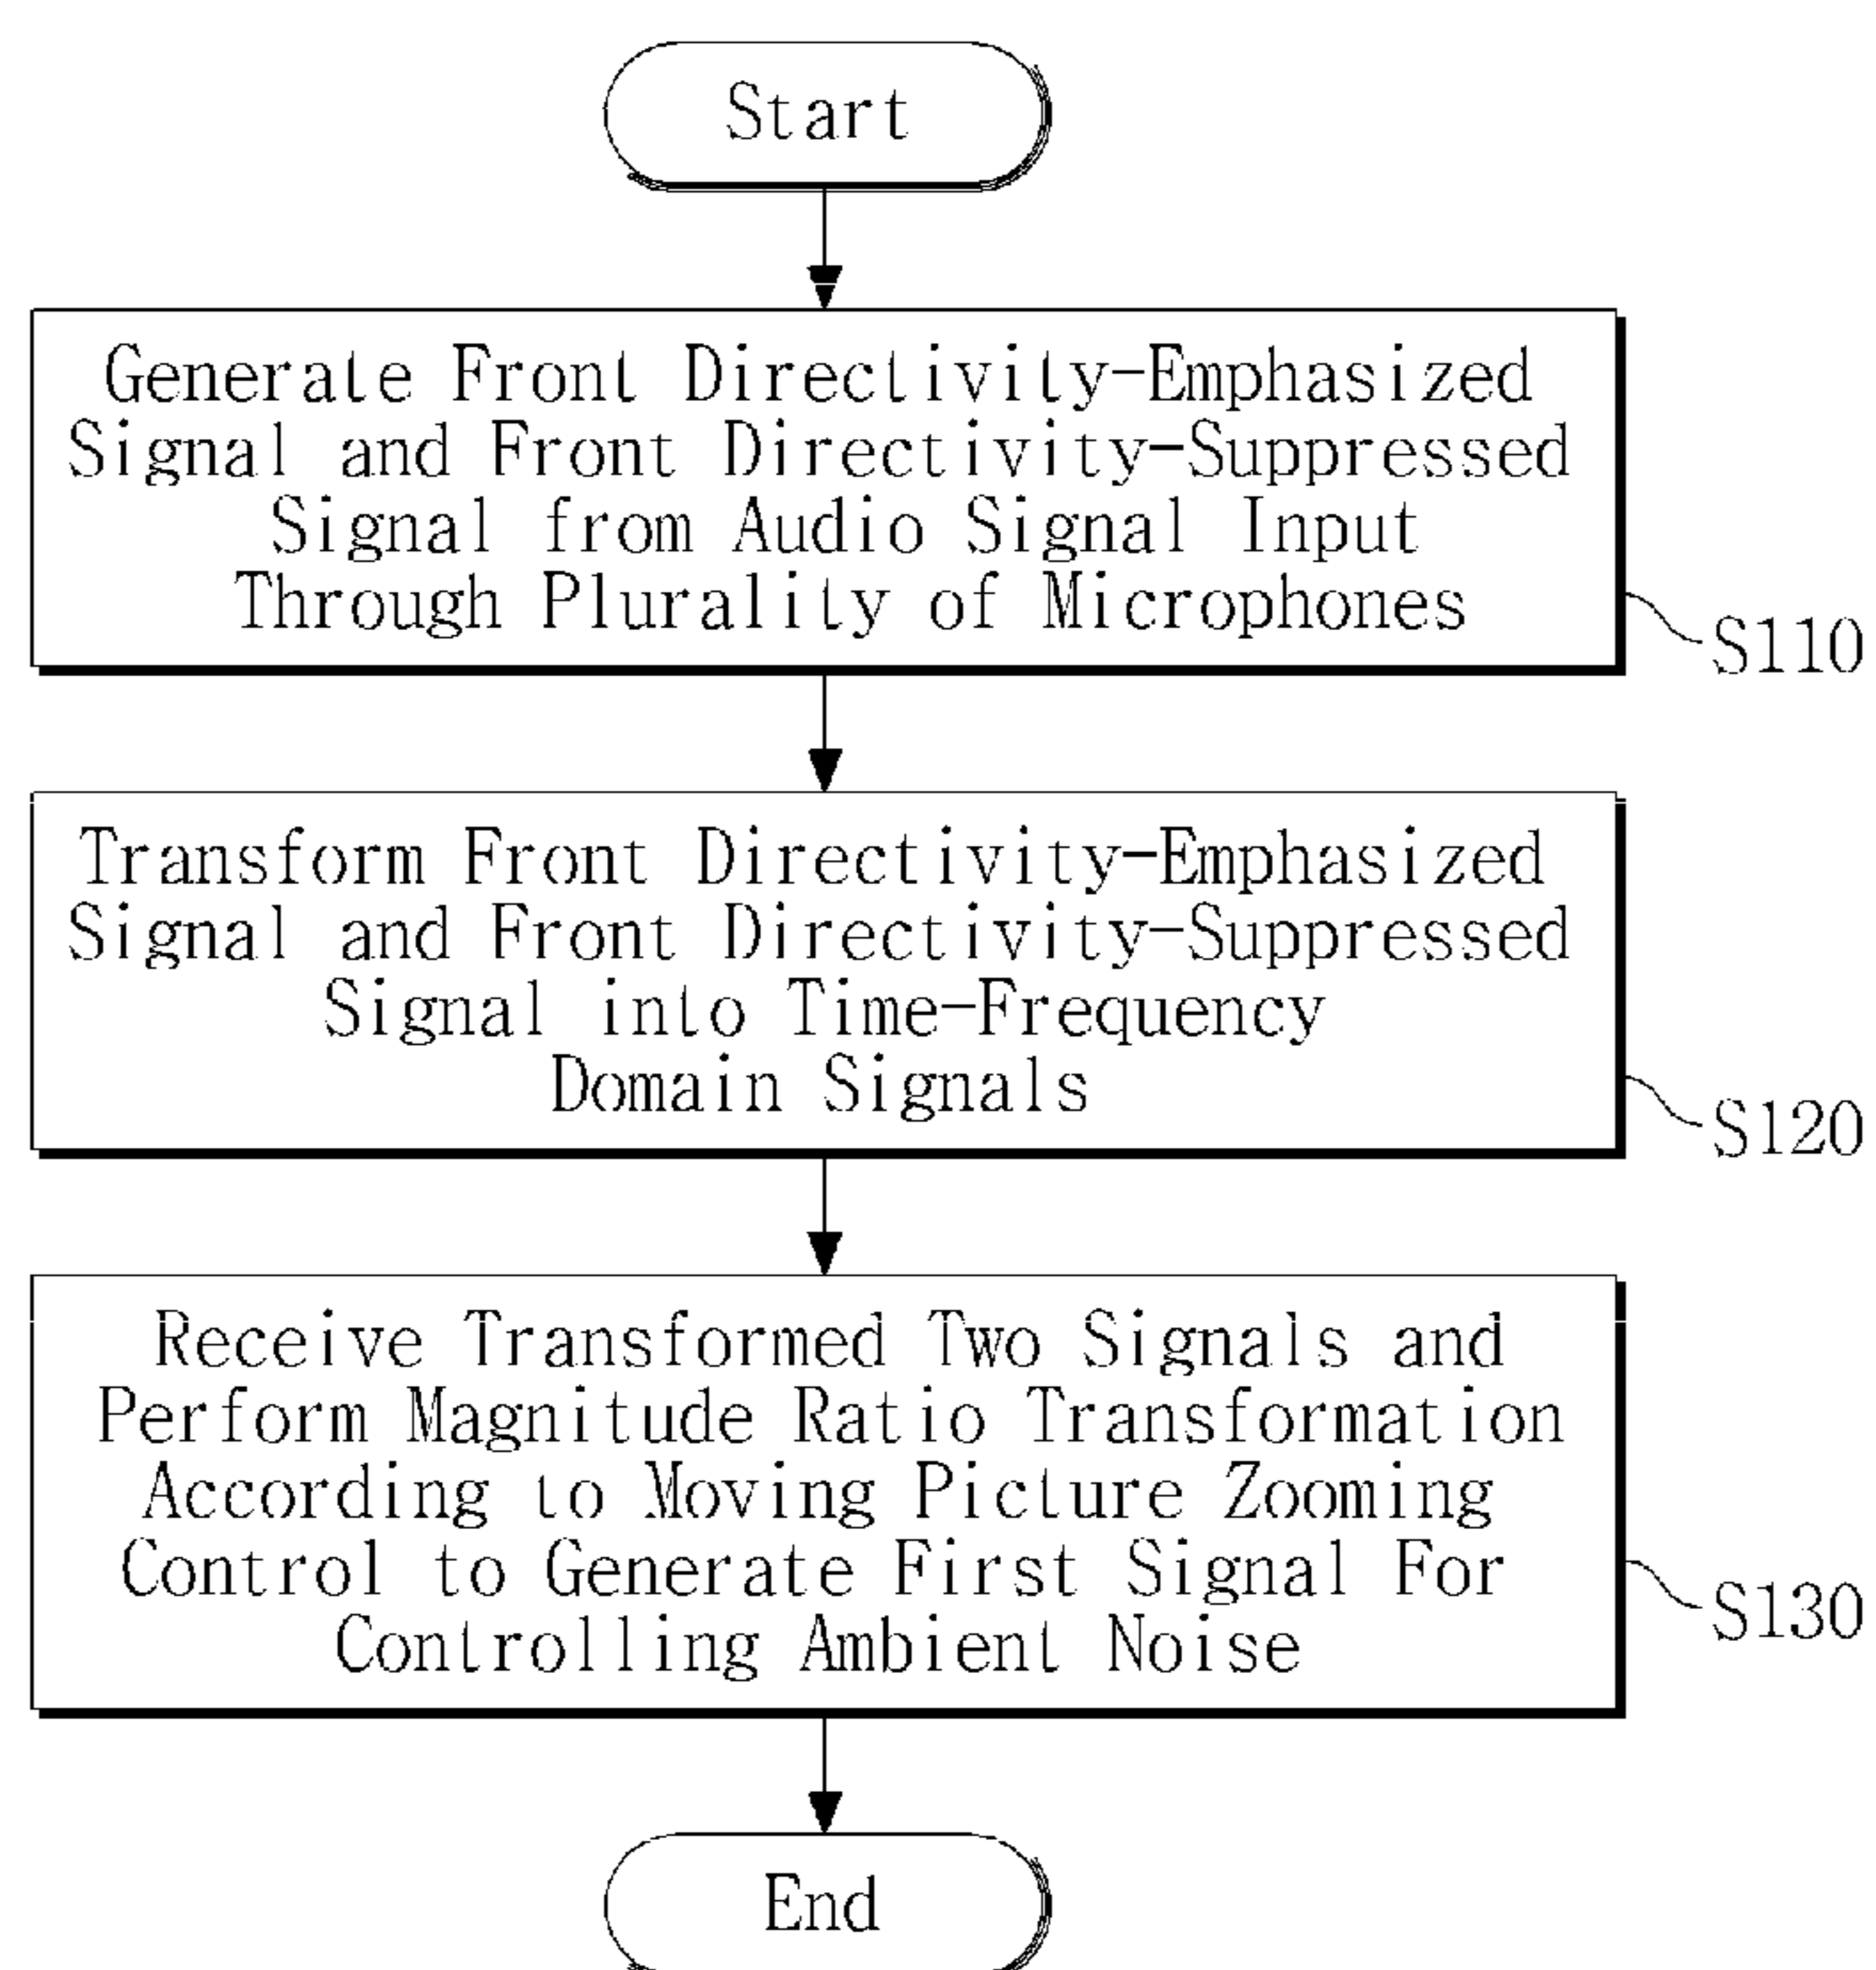 Start
Generate Front Directivity-Emphasized
Signal and Front Directivity-Suppressed
Signal from Audio Signal Input
Through Plurality of Microphones
S110
Transform Front Directivity-Emphasized
Signal and Front Directivity-Suppressed
Signal into Time-Frequency
Domain Signals
S120
Receive Transformed Two Signals and
Perform Magnitude Ratio Transformation
According to Moving Picture Zooming
Control to Generate First Signal For
Controlling Ambient Noise
S130
End